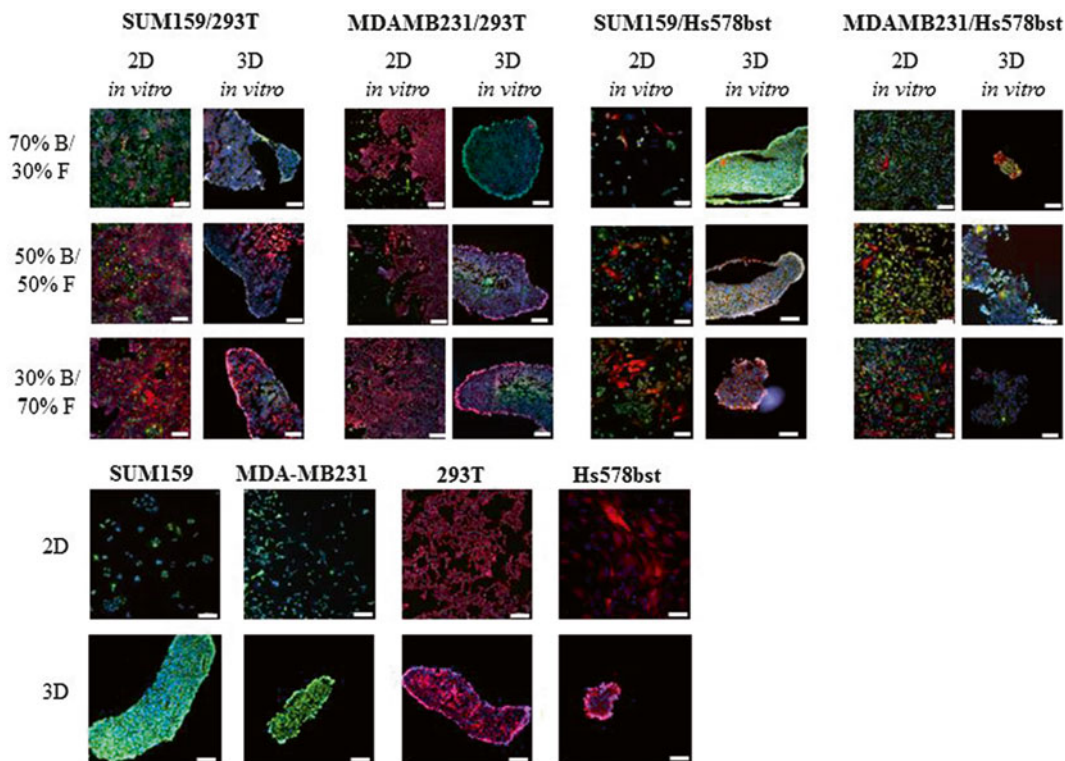 SUM159/293T MDAMB231/293T SUM159/Hs578bst MDAMB231/Hs578bst
2D 3D 2D 3D 2D 3D 2D 3D
in vitro in vitro in vitro in vitro in vitro in vitro in vitro in vitro
70% B/
30% F
50% B/
50% F
30% B/
70% F
SUM159 MDA-MB231 293T Hs578bst
2D
3D